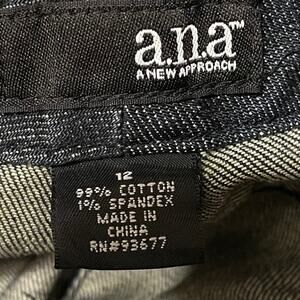 a.n.a™
A NEW APPROACH
12
99% COTTON
1% SPANDEX
MADE IN
CHINA
RN#93677